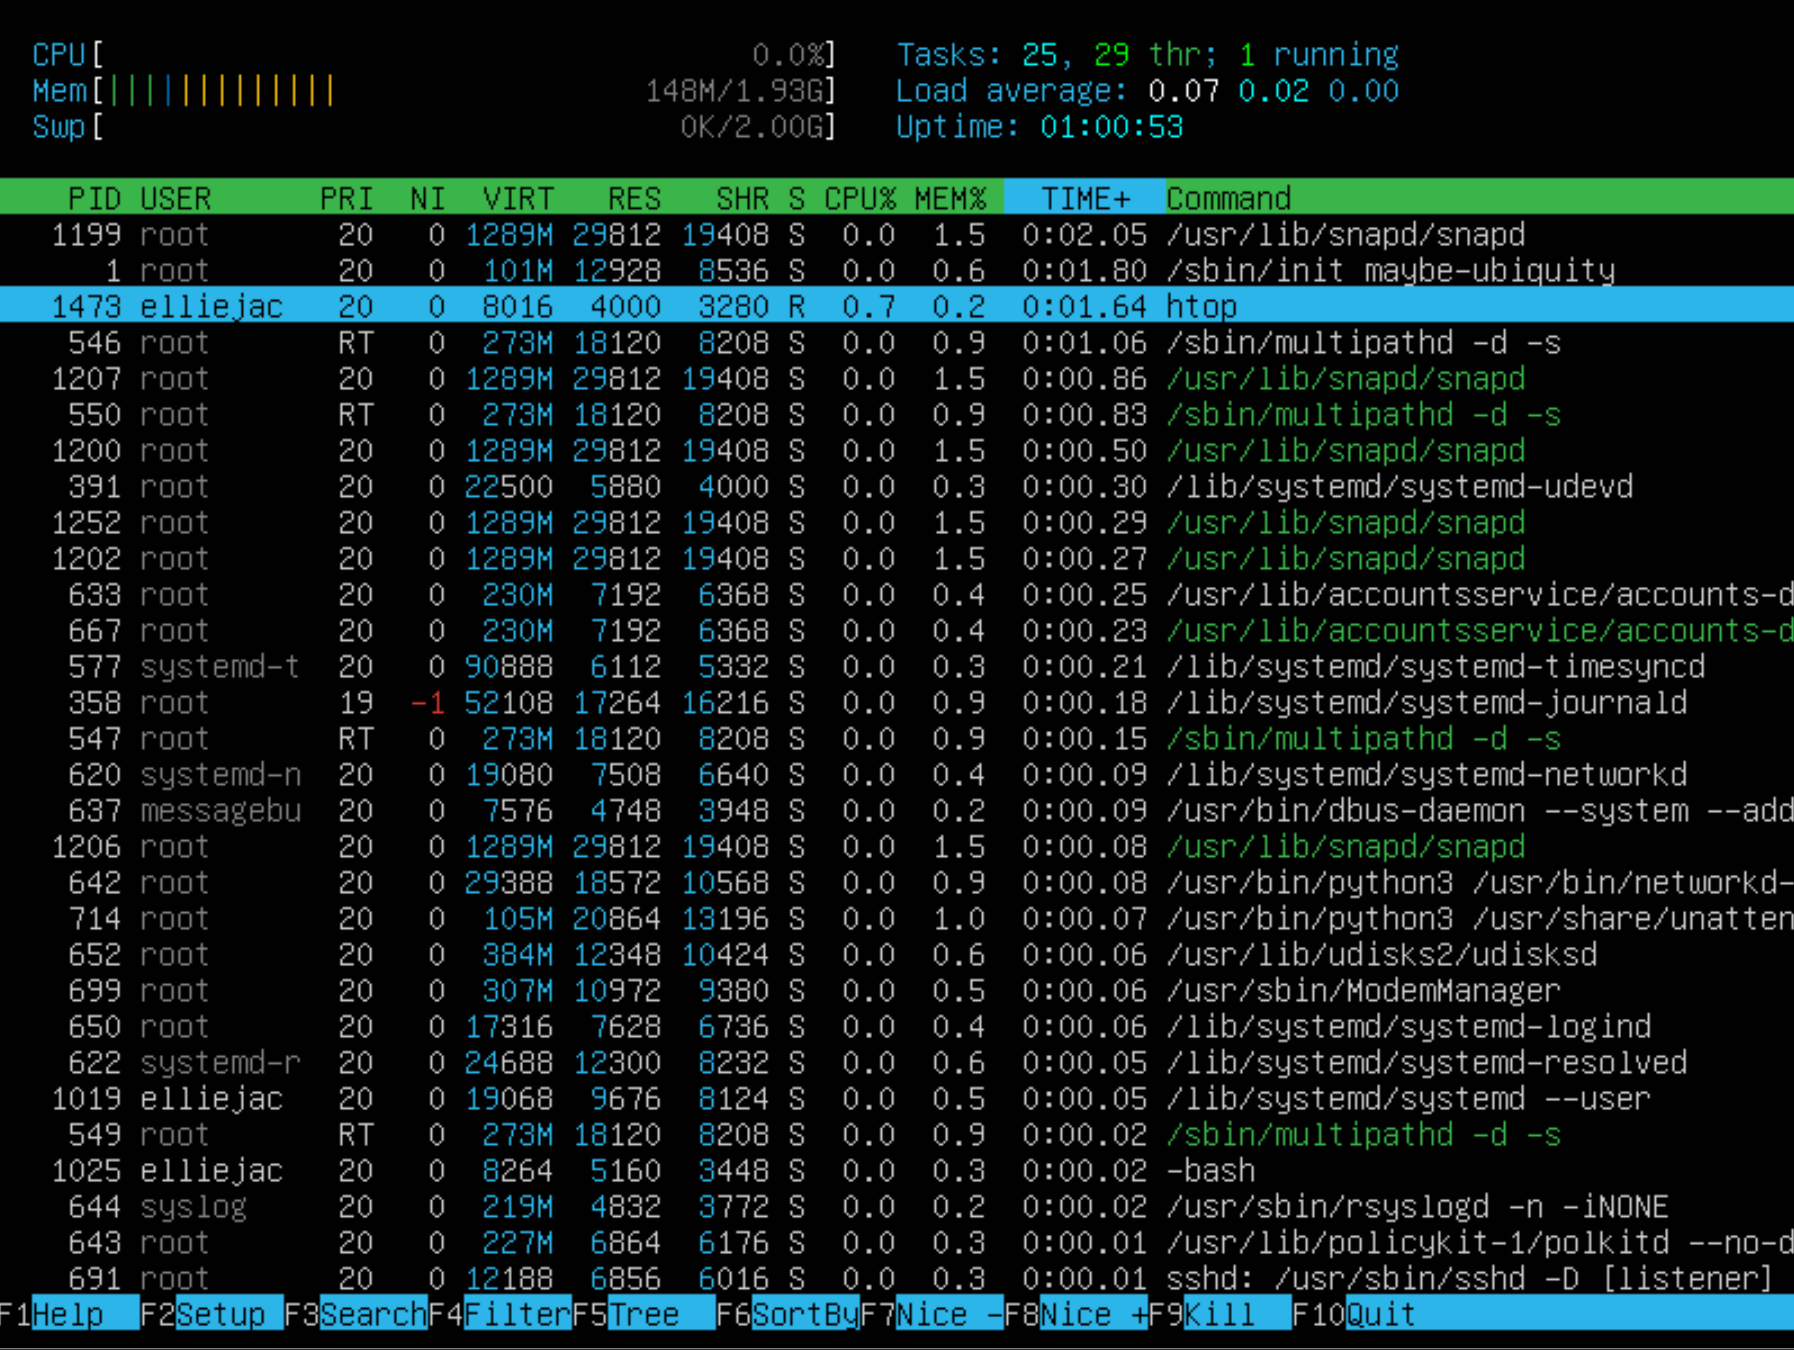 CPU[ 0.0%] Tasks: 25, 29 thr; 1 running
Mem[||||||||||||| 148M/1.93G] Load average: 0.07 0.02 0.00
Swp[ 0K/2.00G] Uptime: 01:00:53
PID USER PRI NI VIRT RES SHR S CPU% MEM% TIME+ Command
1199 root 20 0 1289M 29812 19408 S 0.0 1.5 0:02.05 /usr/lib/snapd/snapd
1 root 20 0 101M 12928 8536 S 0.0 0.6 0:01.80 /sbin/init maybe-ubiquity
1473 elliejac 20 0 8016 4000 3280 R 0.7 0.2 0:01.64 htop
546 root RT 0 273M 18120 8208 S 0.0 0.9 0:01.06 /sbin/multipathd -d -s
1207 root 20 0 1289M 29812 19408 S 0.0 1.5 0:00.86 /usr/lib/snapd/snapd
550 root RT 0 273M 18120 8208 S 0.0 0.9 0:00.83 /sbin/multipathd -d -s
1200 root 20 0 1289M 29812 19408 S 0.0 1.5 0:00.50 /usr/lib/snapd/snapd
391 root 20 0 22500 5880 4000 S 0.0 0.3 0:00.30 /lib/systemd/systemd-udevd
1252 root 20 0 1289M 29812 19408 S 0.0 1.5 0:00.29 /usr/lib/snapd/snapd
1202 root 20 0 1289M 29812 19408 S 0.0 1.5 0:00.27 /usr/lib/snapd/snapd
633 root 20 0 230M 7192 6368 S 0.0 0.4 0:00.25 /usr/lib/accountsservice/accounts-d
667 root 20 0 230M 7192 6368 S 0.0 0.4 0:00.23 /usr/lib/accountsservice/accounts-d
577 systemd-t 20 0 90888 6112 5332 S 0.0 0.3 0:00.21 /lib/systemd/systemd-timesyncd
358 root 19 -1 52108 17264 16216 S 0.0 0.9 0:00.18 /lib/systemd/systemd-journald
547 root RT 0 273M 18120 8208 S 0.0 0.9 0:00.15 /sbin/multipathd -d -s
620 systemd-n 20 0 19080 7508 6640 S 0.0 0.4 0:00.09 /lib/systemd/systemd-networkd
637 messagebu 20 0 7576 4748 3948 S 0.0 0.2 0:00.09 /usr/bin/dbus-daemon --system --add
1206 root 20 0 1289M 29812 19408 S 0.0 1.5 0:00.08 /usr/lib/snapd/snapd
642 root 20 0 29388 18572 10568 S 0.0 0.9 0:00.08 /usr/bin/python3 /usr/bin/networkd-
714 root 20 0 105M 20864 13196 S 0.0 1.0 0:00.07 /usr/bin/python3 /usr/share/unatten
652 root 20 0 384M 12348 10424 S 0.0 0.6 0:00.06 /usr/lib/udisks2/udisksd
699 root 20 0 307M 10972 9380 S 0.0 0.5 0:00.06 /usr/sbin/ModemManager
650 root 20 0 17316 7628 6736 S 0.0 0.4 0:00.06 /lib/systemd/systemd-logind
622 systemd-r 20 0 24688 12300 8232 S 0.0 0.6 0:00.05 /lib/systemd/systemd-resolved
1019 elliejac 20 0 19068 9676 8124 S 0.0 0.5 0:00.05 /lib/systemd/systemd --user
549 root RT 0 273M 18120 8208 S 0.0 0.9 0:00.02 /sbin/multipathd -d -s
1025 elliejac 20 0 8264 5160 3448 S 0.0 0.3 0:00.02 -bash
644 syslog 20 0 219M 4832 3772 S 0.0 0.2 0:00.02 /usr/sbin/rsyslogd -n -iNONE
643 root 20 0 227M 6864 6176 S 0.0 0.3 0:00.01 /usr/lib/policykit-1/polkitd --no-d
691 root 20 0 12188 6856 6016 S 0.0 0.3 0:00.01 sshd: /usr/sbin/sshd -D [listener]
F1Help F2Setup F3SearchF4FilterF5Tree F6SortByF7Nice -F8Nice +F9Kill F10Quit